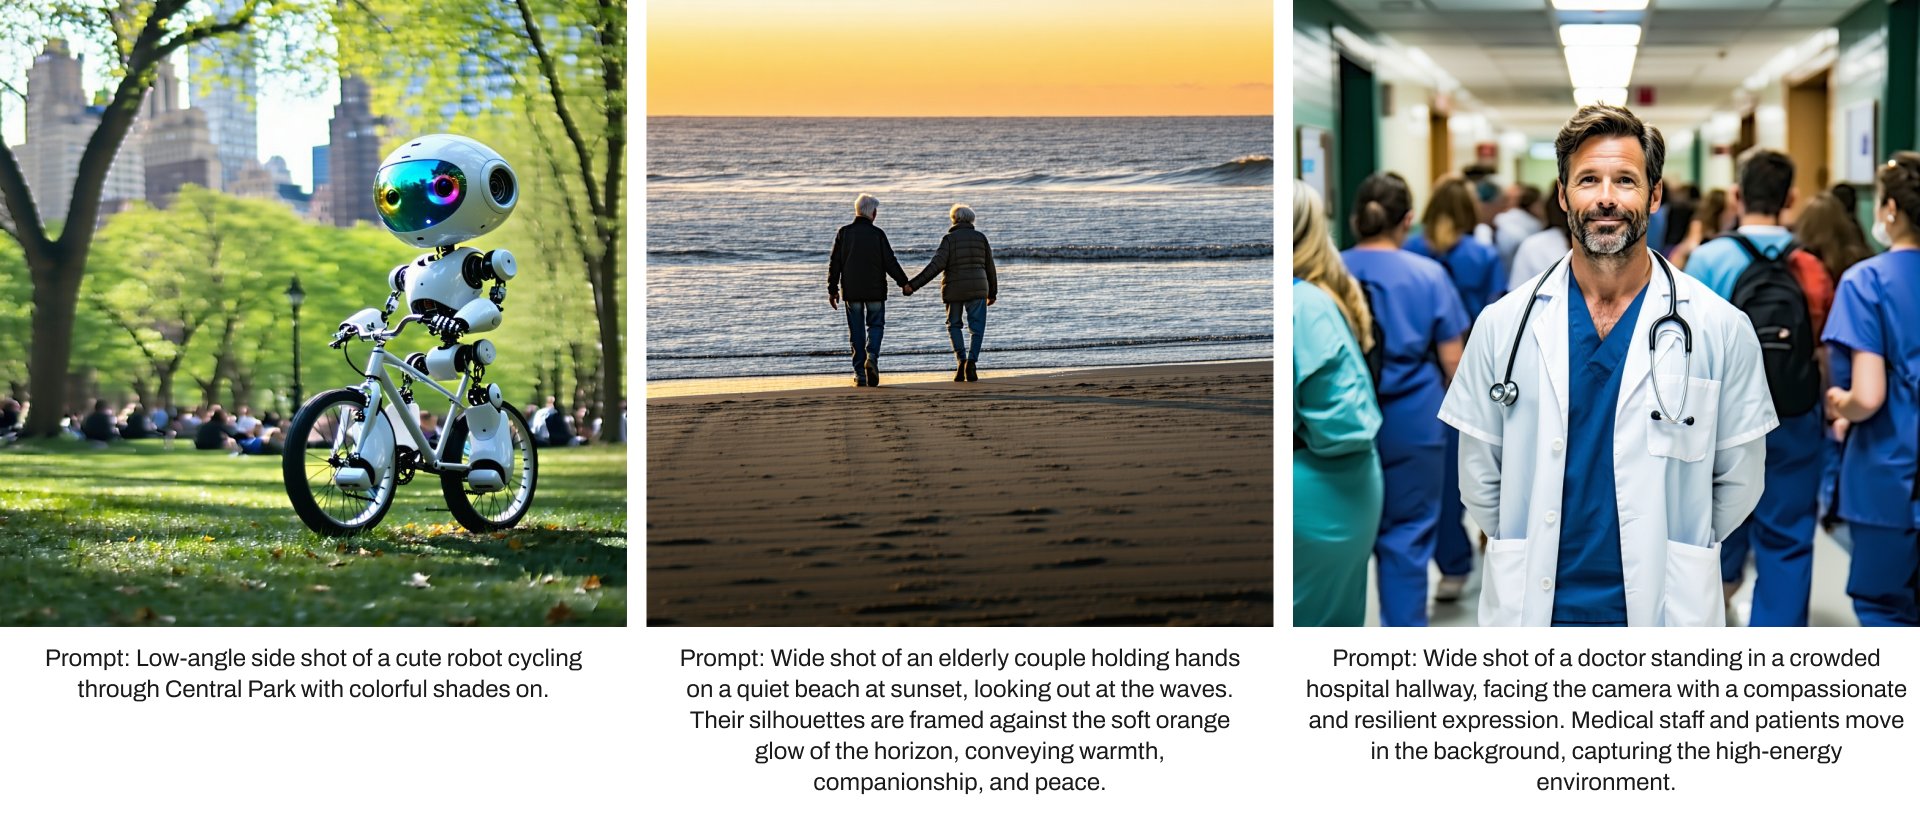 Prompt: Low-angle side shot of a cute robot cycling
through Central Park with colorful shades on.
Prompt: Wide shot of an elderly couple holding hands
on a quiet beach at sunset, looking out at the waves.
Their silhouettes are framed against the soft orange
glow of the horizon, conveying warmth,
companionship, and peace.
Prompt: Wide shot of a doctor standing in a crowded
hospital hallway, facing the camera with a compassionate
and resilient expression. Medical staff and patients move
in the background, capturing the high-energy
environment.